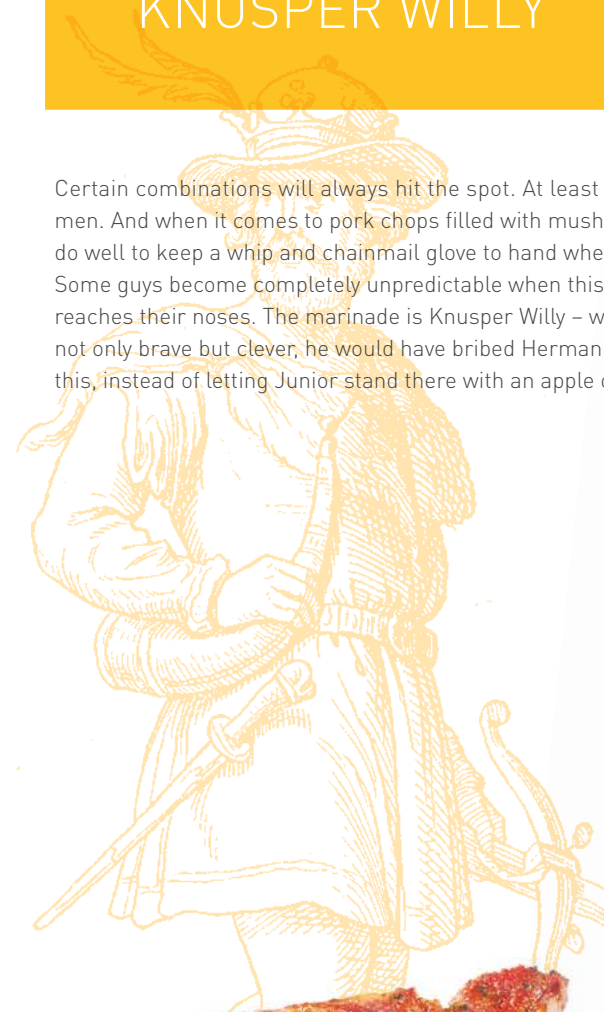 KNUSPER WILLY
Certain combinations will always hit the spot. At least
men. And when it comes to pork chops filled with mush
do well to keep a whip and chainmail glove to hand whe
Some guys become completely unpredictable when this
reaches their noses. The marinade is Knusper Willy – w
not only brave but clever, he would have bribed Herman
this, instead of letting Junior stand there with an apple